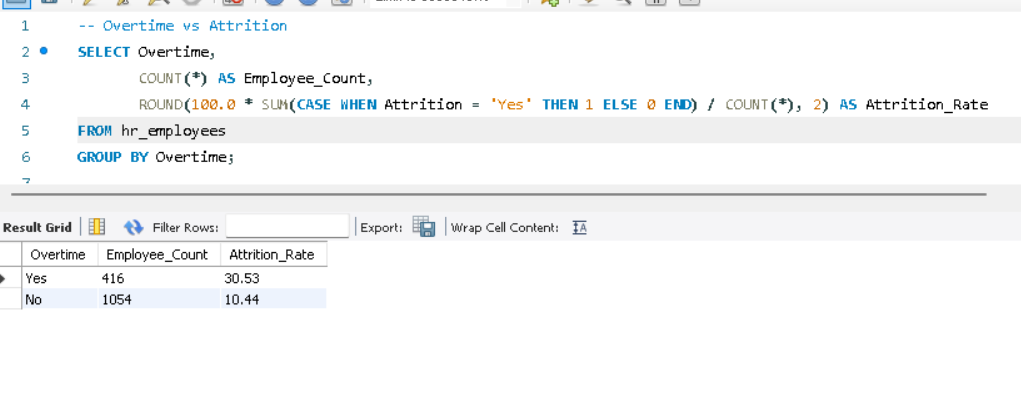 1 -- Overtime vs Attrition
2 SELECT Overtime,
3 COUNT(*) AS Employee_Count,
4 ROUND(100.0 * SUM(CASE WHEN Attrition = 'Yes' THEN 1 ELSE 0 END) / COUNT(*), 2) AS Attrition_Rate
5 FROM hr_employees
6 GROUP BY Overtime;
7
Result Grid Filter Rows: Export: Wrap Cell Content: IA
Overtime Employee_Count Attrition_Rate
Yes 416 30.53
No 1054 10.44